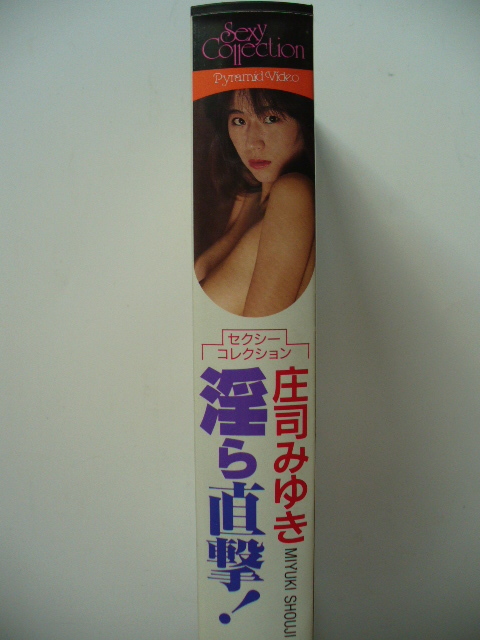 Sexy
Collection
Pyramid Video
セクシー
コレクション
庄司みゆき
MIYUKI SHOUJI
淫ら直撃!